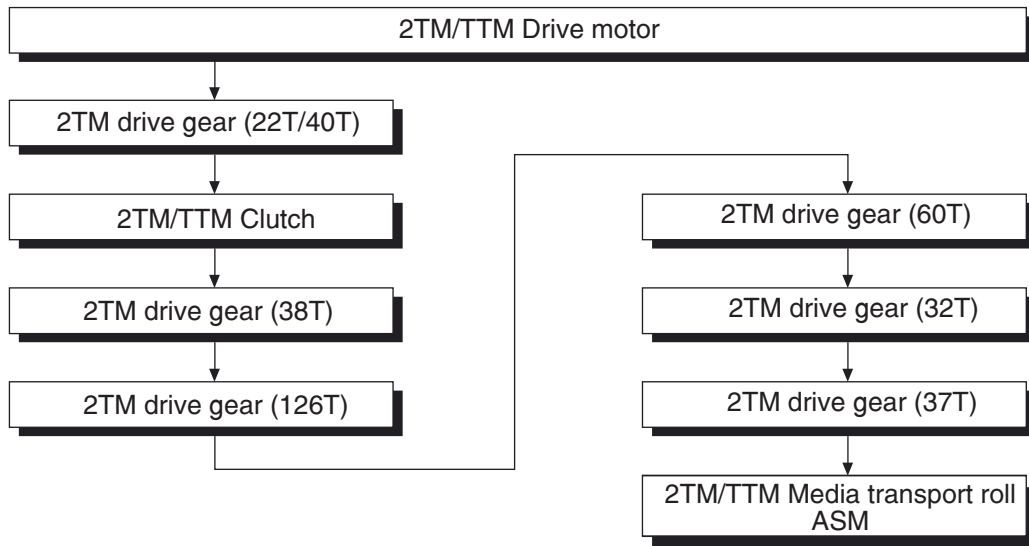 2TM/TTM Drive motor
2TM drive gear (22T/40T)
2TM/TTM Clutch
2TM drive gear (38T)
2TM drive gear (126T)
2TM drive gear (60T)
2TM drive gear (32T)
2TM drive gear (37T)
2TM/TTM Media transport roll
ASM